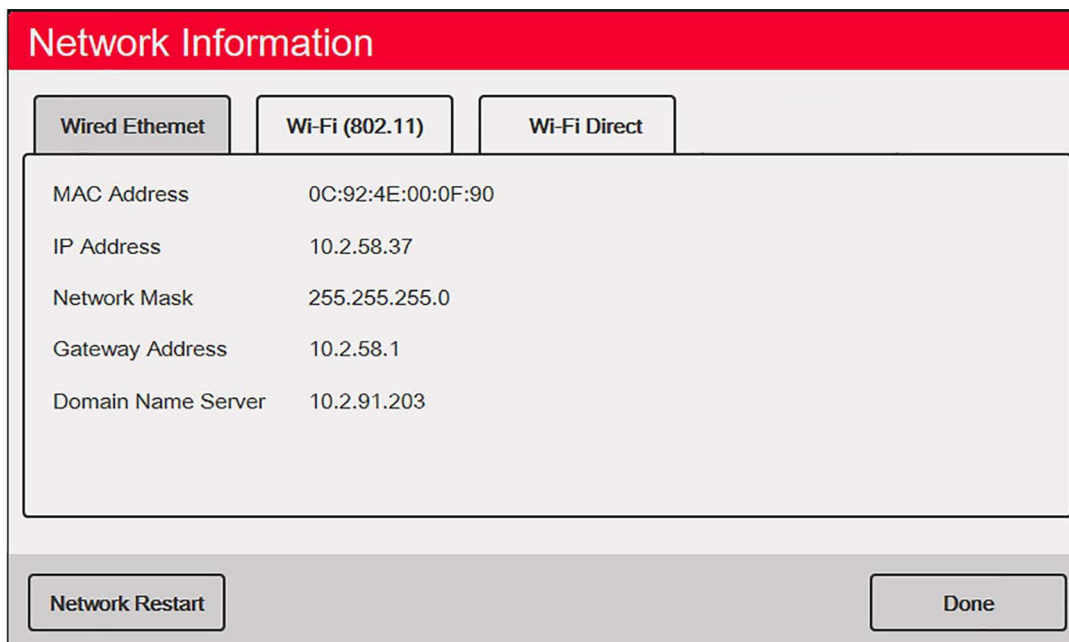 Network Information
Wired Ethernet Wi-Fi (802.11) Wi-Fi Direct
MAC Address 0C:92:4E:00:0F:90
IP Address 10.2.58.37
Network Mask 255.255.255.0
Gateway Address 10.2.58.1
Domain Name Server 10.2.91.203
Network Restart Done